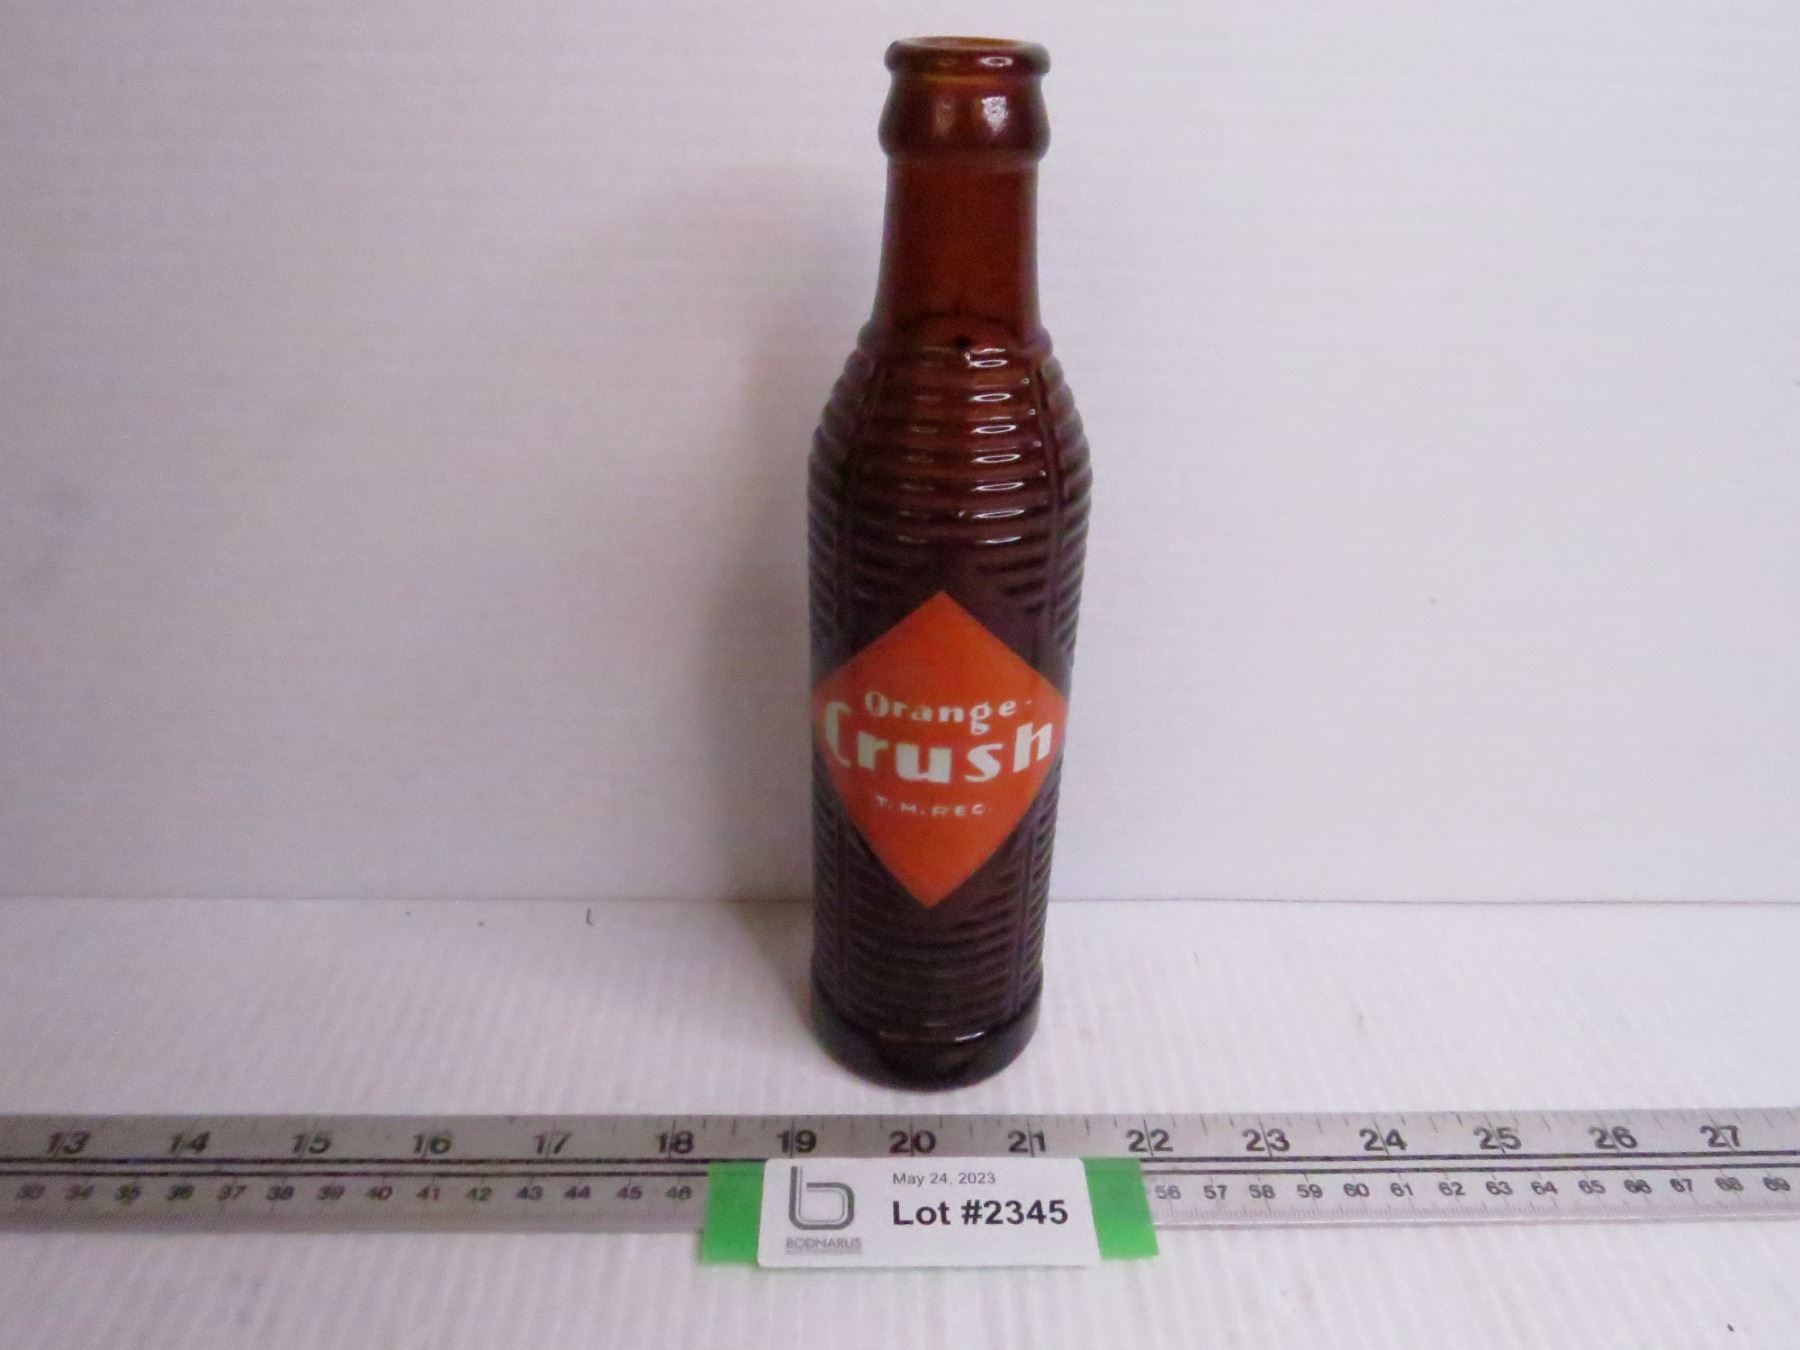 Orange-
Crush
T.M.REG.
13 14 15 16 17 18 19 20 21 22 23 24 25 26 27
33 34 35 36 37 38 39 40 41 42 43 44 45 46 56 57 58 59 60 61 62 63 64 65 66 67 68 69
May 24, 2023
Lot #2345
BODNARUS